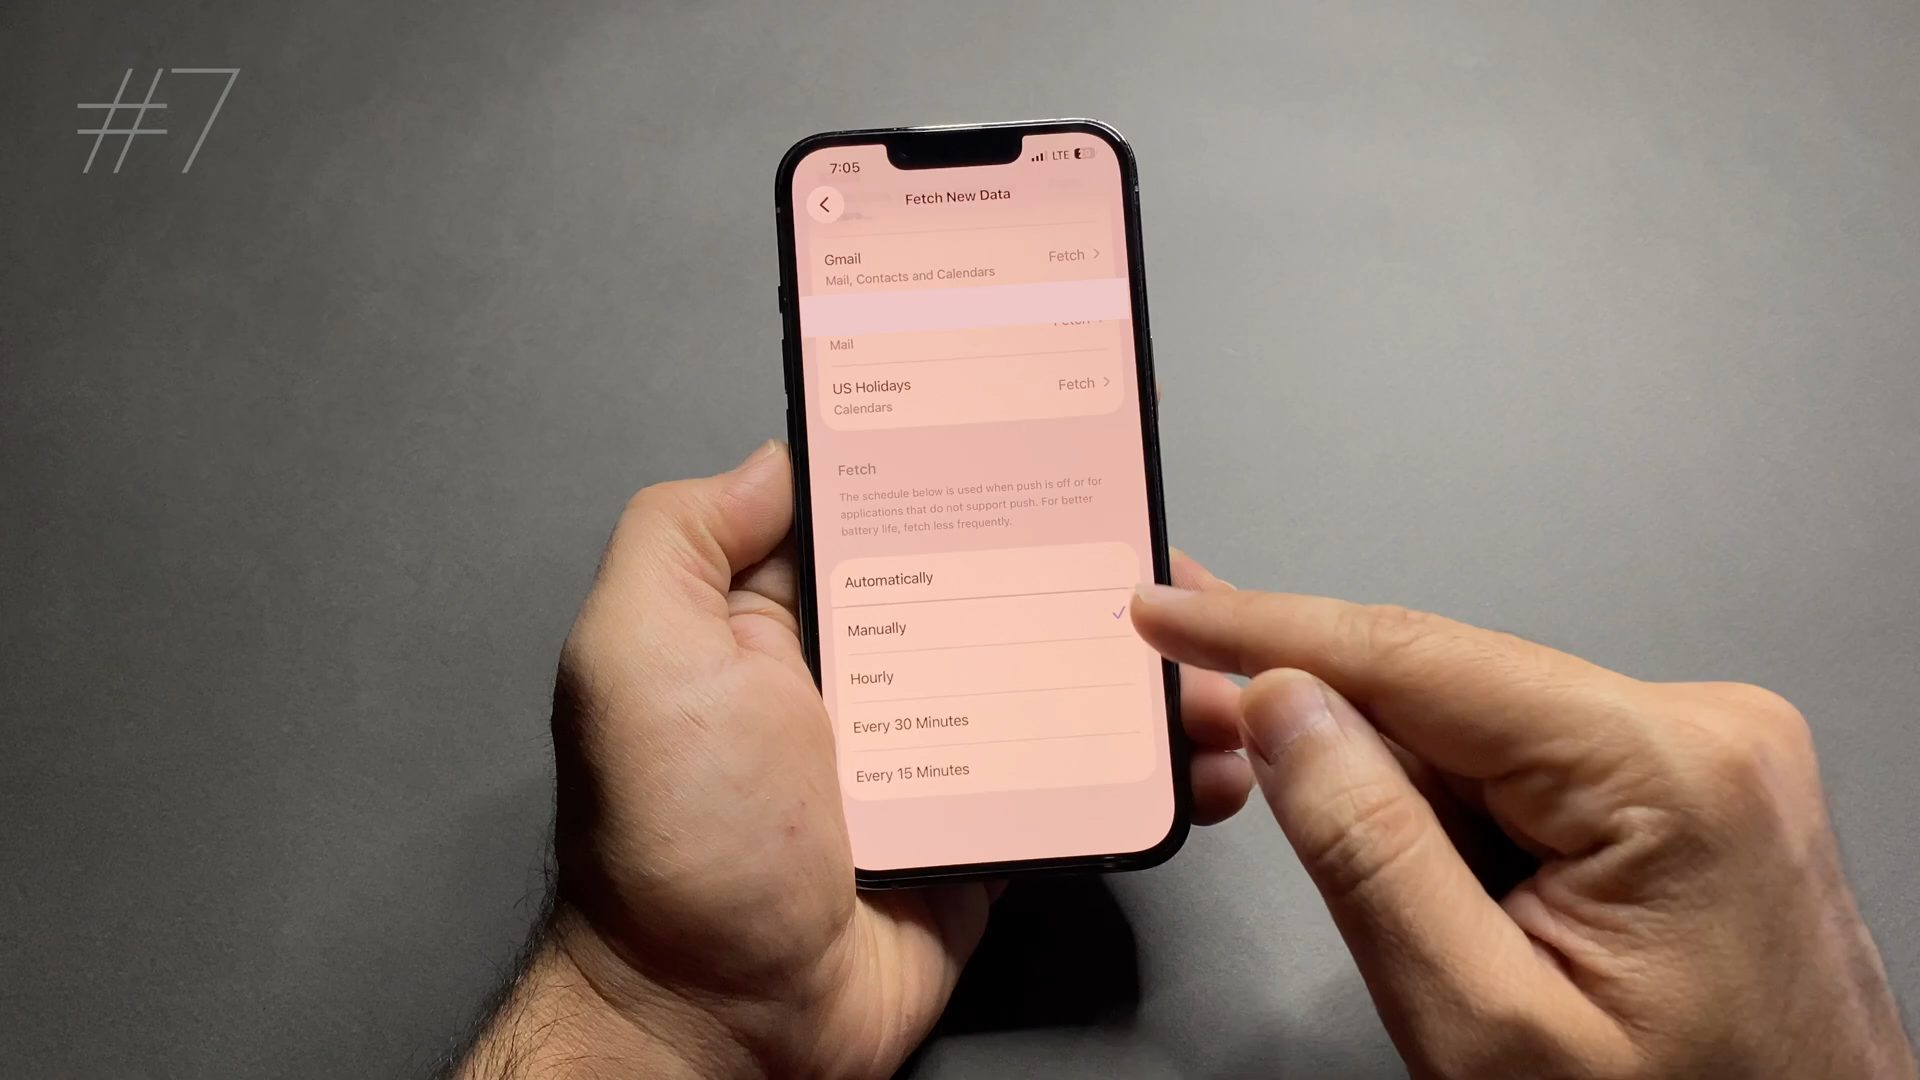 #7
7:05
LTE
Fetch New Data
Gmail
Fetch
Mail, Contacts and Calendars
Fetch
Mail
US Holidays
Fetch
Calendars
Fetch
The schedule below is used when push is off or for
applications that do not support push. For better
battery life, fetch less frequently.
Automatically
Manually
Hourly
Every 30 Minutes
Every 15 Minutes